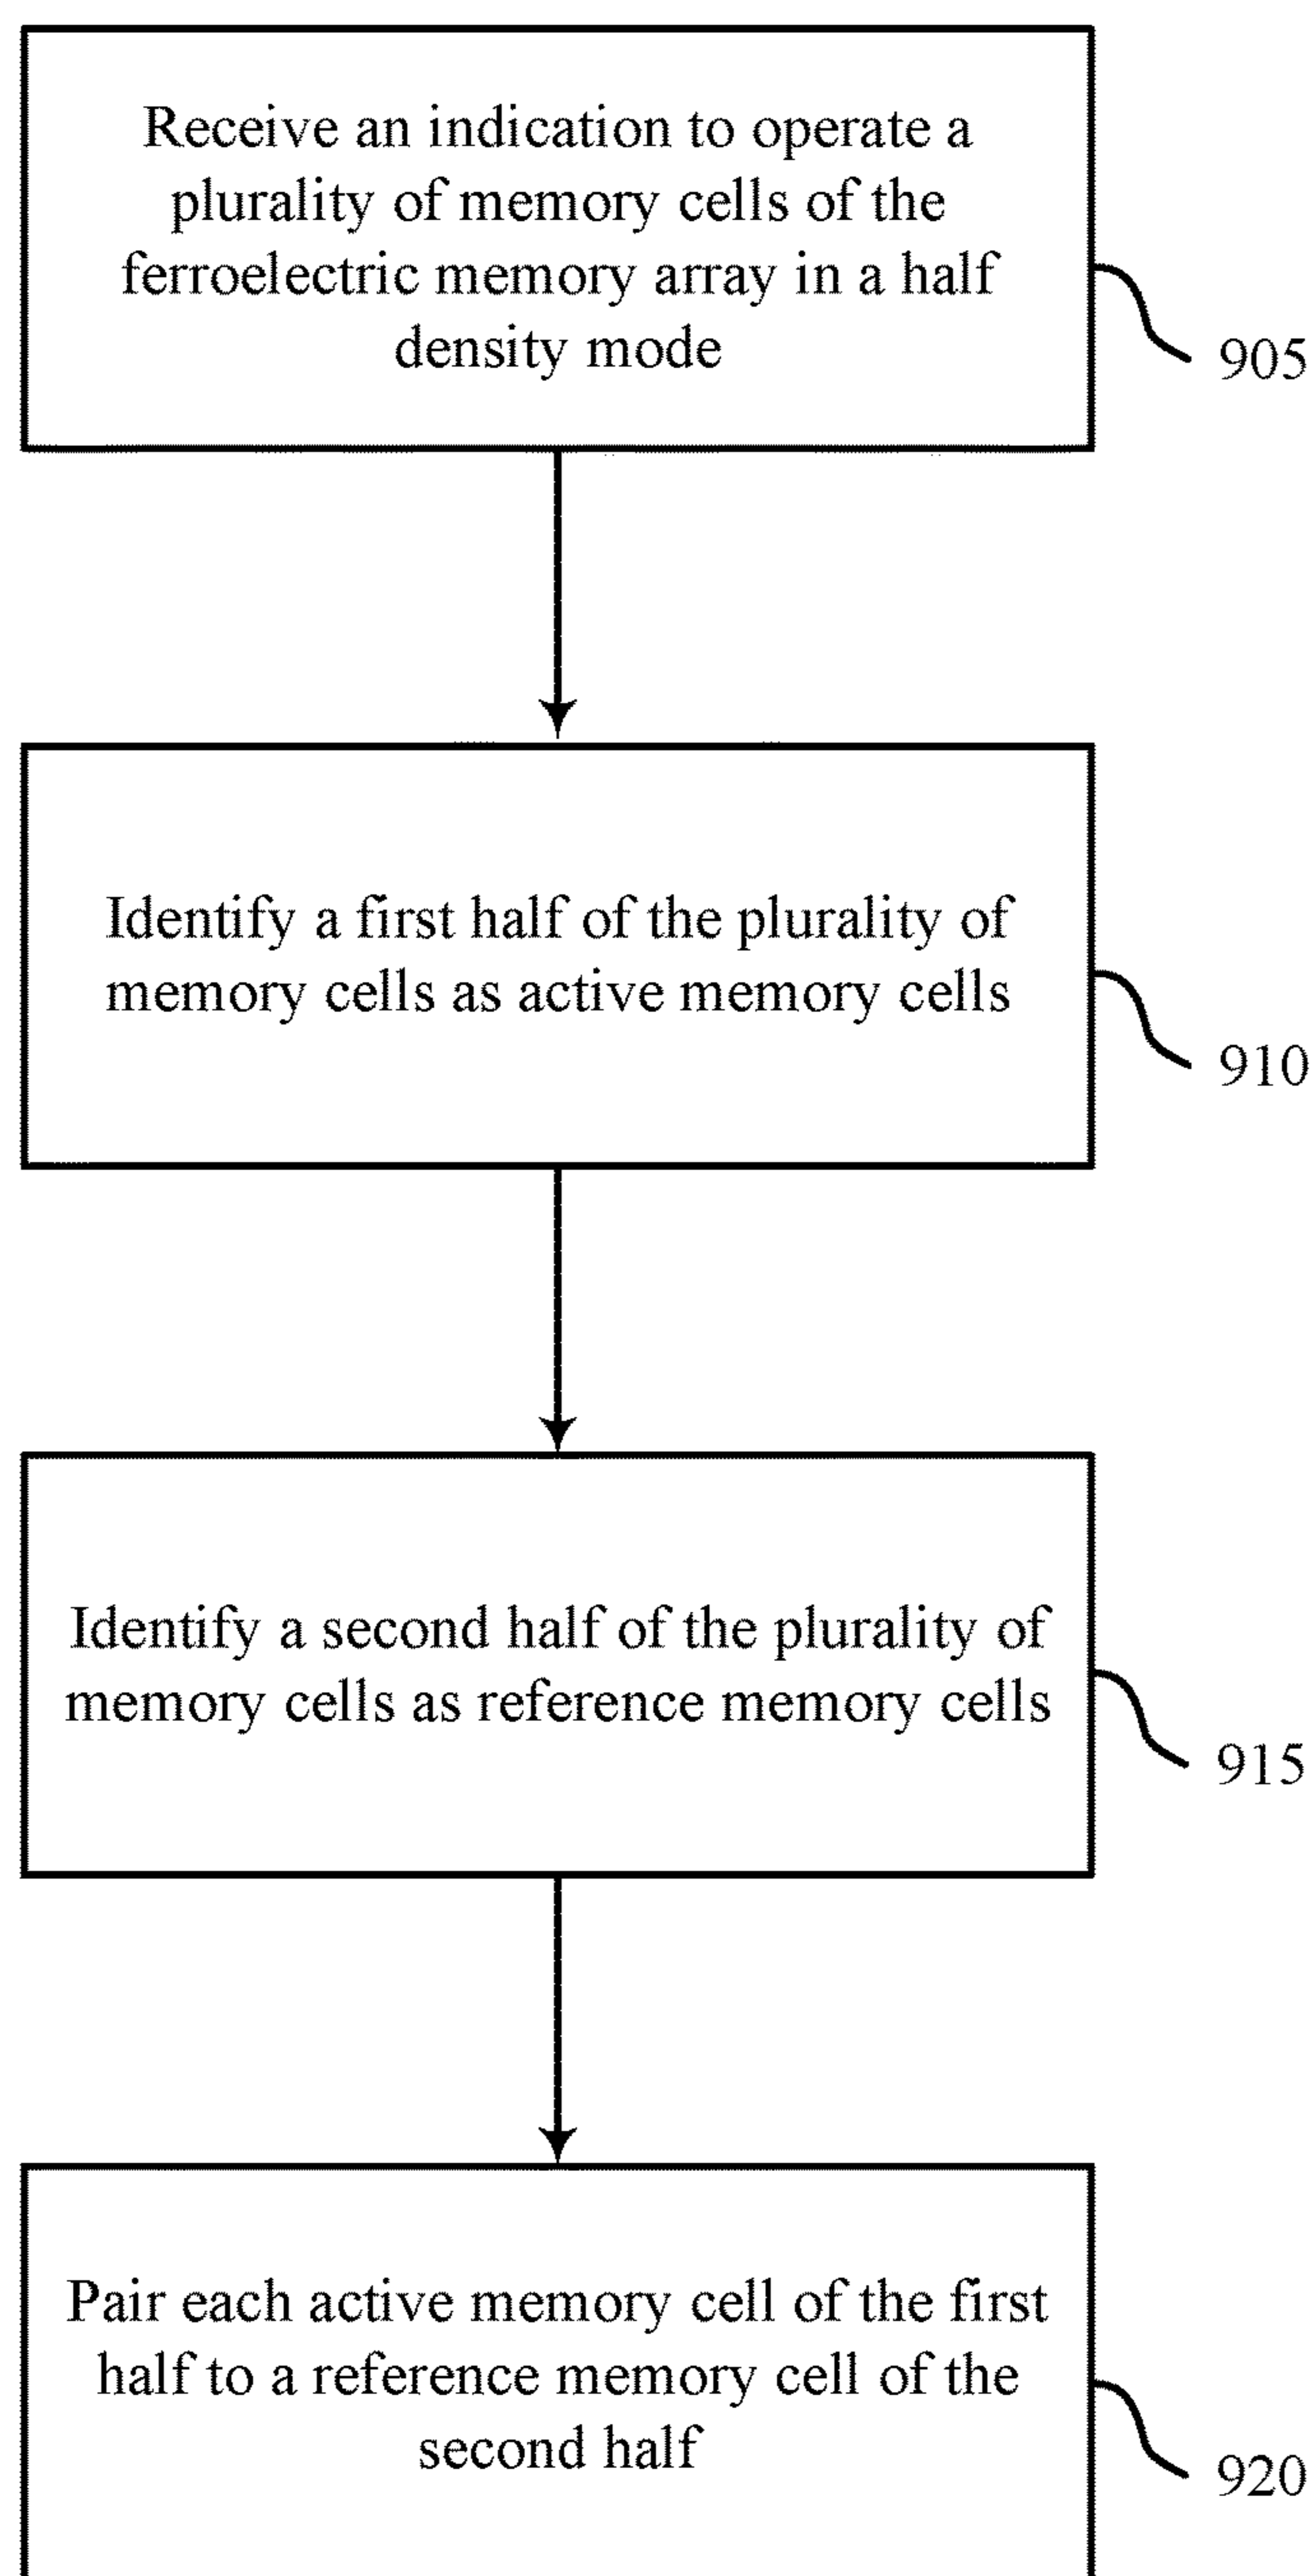 Receive an indication to operate a
plurality of memory cells of the
ferroelectric memory array in a half
density mode
905
Identify a first half of the plurality of
memory cells as active memory cells
910
Identify a second half of the plurality of
memory cells as reference memory cells
915
Pair each active memory cell of the first
half to a reference memory cell of the
second half
920